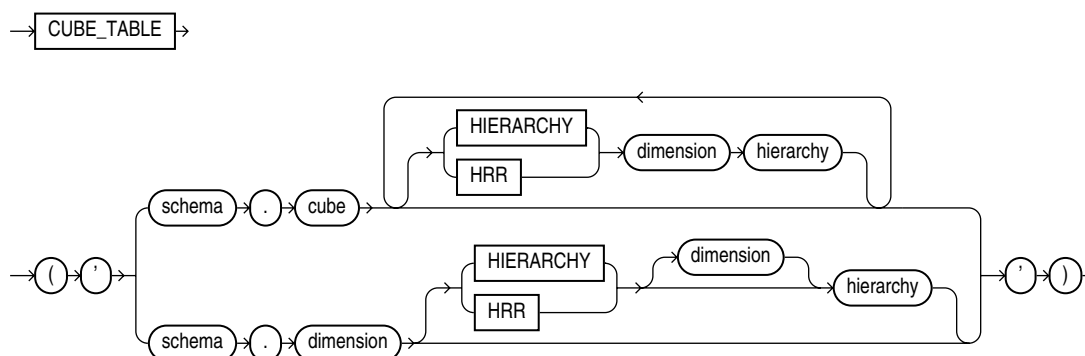 CUBE_TABLE
HIERARCHY
HRR
dimension hierarchy
schema . cube
( '
HIERARCHY
HRR
dimension
hierarchy
' )
schema . dimension